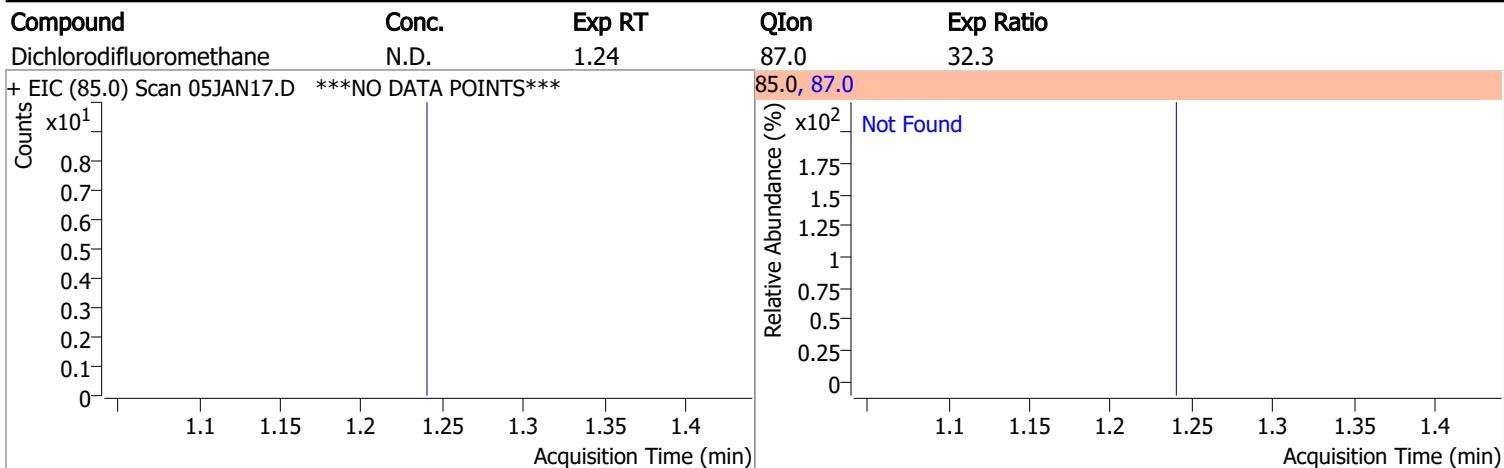 Compound Conc. Exp RT QIon Exp Ratio
Dichlorodifluoromethane N.D. 1.24 87.0 32.3
+ EIC (85.0) Scan 05JAN17.D ***NO DATA POINTS***
Counts
x10¹
0.8
0.7
0.6
0.5
0.4
0.3
0.2
0.1
0
1.1 1.15 1.2 1.25 1.3 1.35 1.4
Acquisition Time (min)
85.0, 87.0
Relative Abundance (%)
x10²
Not Found
1.75
1.5
1.25
1
0.75
0.5
0.25
0
1.1 1.15 1.2 1.25 1.3 1.35 1.4
Acquisition Time (min)